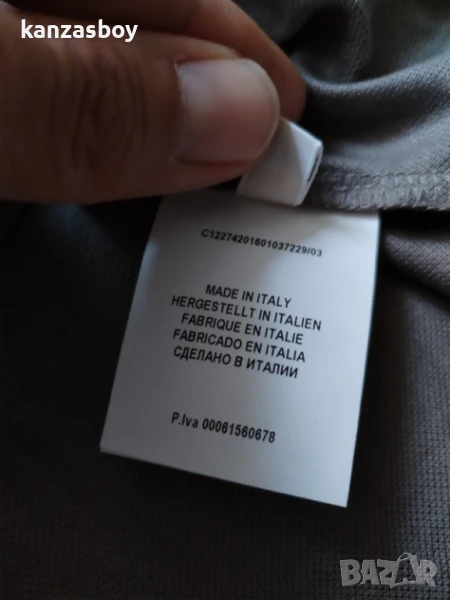 kanzasboy
C12274201601037229/03
MADE IN ITALY
HERGESTELLT IN ITALIEN
FABRIQUE EN ITALIE
FABRICADO EN ITALIA
СДЕЛАНО В ИТАЛИИ
P.Iva 00061560678
BAZAR